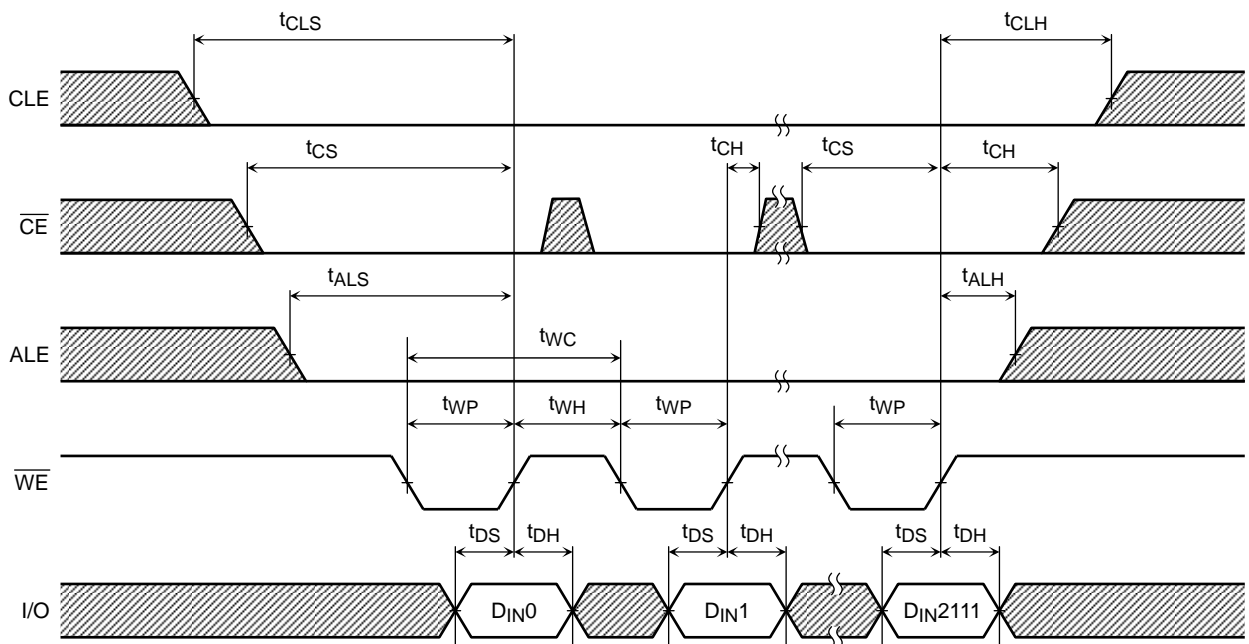 tCLS tCLH
CLE
tCS tCH tCS tCH
CE
tALS tALH
ALE
tWC
tWP tWH tWP tWP
WE
tDS tDH tDS tDH tDS tDH
I/O DIN0 DIN1 DIN2111